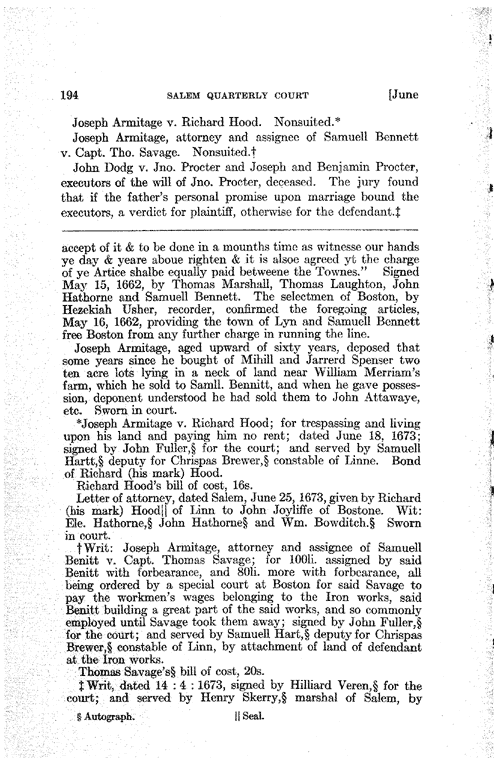 194 SALEM QUARTERLY COURT [June
Joseph Armitage v. Richard Hood. Nonsuited.*
Joseph Armitage, attorney and assignee of Samuell Bennett
v. Capt. Tho. Savage. Nonsuited.†
John Dodg v. Jno. Procter and Joseph and Benjamin Procter,
executors of the will of Jno. Procter, deceased. The jury found
that if the father's personal promise upon marriage bound the
executors, a verdict for plaintiff, otherwise for the defendant.‡
accept of it & to be done in a mounths time as witnesse our hands
ye day & yeare aboue righten & it is alsoe agreed yt the charge
of ye Artice shalbe equally paid betweene the Townes." Signed
May 15, 1662, by Thomas Marshall, Thomas Laughton, John
Hathorne and Samuell Bennett. The selectmen of Boston, by
Hezekiah Usher, recorder, confirmed the foregoing articles,
May 16, 1662, providing the town of Lyn and Samuell Bennett
free Boston from any further charge in running the line.
Joseph Armitage, aged upward of sixty years, deposed that
some years since he bought of Mihill and Jarrerd Spenser two
ten acre lots lying in a neck of land near William Merriam's
farm, which he sold to Samll. Bennitt, and when he gave posses-
sion, deponent understood he had sold them to John Attawaye,
etc. Sworn in court.
*Joseph Armitage v. Richard Hood; for trespassing and living
upon his land and paying him no rent; dated June 18, 1673;
signed by John Fuller,§ for the court; and served by Samuell
Hartt,§ deputy for Chrispas Brewer,§ constable of Linne. Bond
of Richard (his mark) Hood.
Richard Hood's bill of cost, 16s.
Letter of attorney, dated Salem, June 25, 1673, given by Richard
(his mark) Hood|| of Linn to John Joyliffe of Bostone. Wit:
Ele. Hathorne,§ John Hathorne§ and Wm. Bowditch.§ Sworn
in court.
†Writ: Joseph Armitage, attorney and assignee of Samuell
Benitt v. Capt. Thomas Savage; for 100li. assigned by said
Benitt with forbearance, and 80li. more with forbearance, all
being ordered by a special court at Boston for said Savage to
pay the workmen's wages belonging to the Iron works, said
Benitt building a great part of the said works, and so commonly
employed until Savage took them away; signed by John Fuller,§
for the court; and served by Samuell Hart,§ deputy for Chrispas
Brewer,§ constable of Linn, by attachment of land of defendant
at the Iron works.
Thomas Savage's§ bill of cost, 20s.
‡Writ, dated 14 : 4 : 1673, signed by Hilliard Veren,§ for the
court; and served by Henry Skerry,§ marshal of Salem, by
§ Autograph. || Seal.